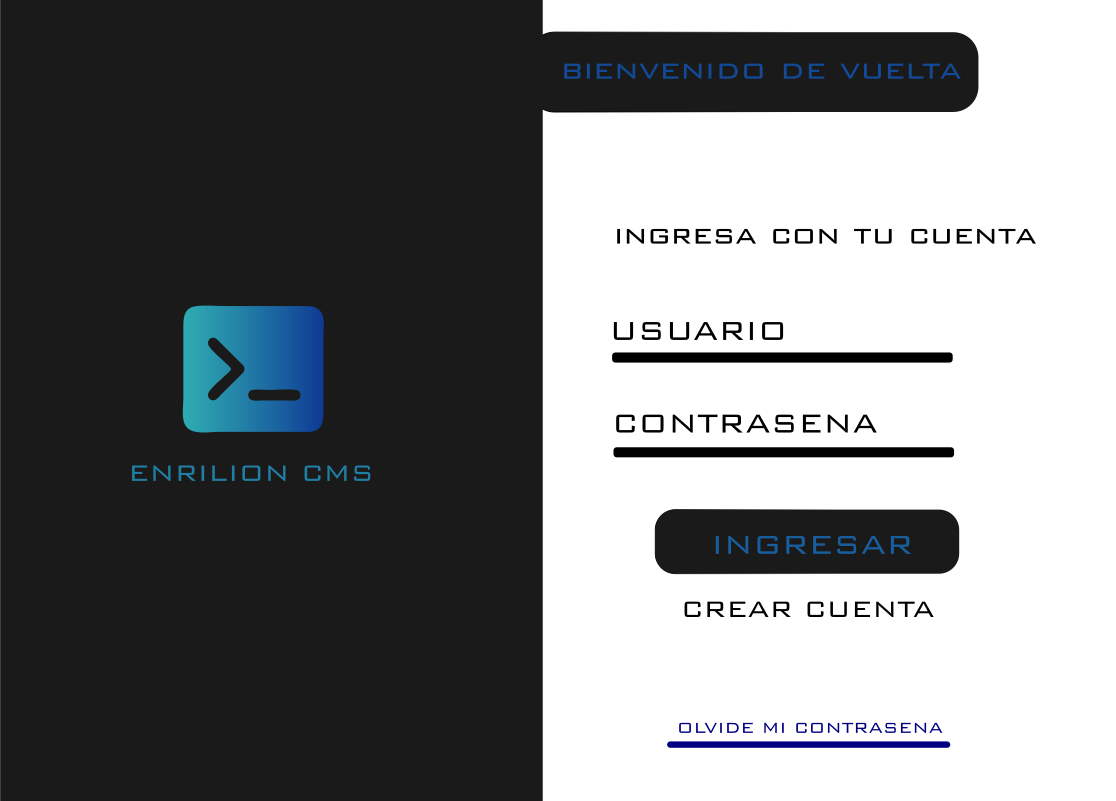 BIENVENIDO DE VUELTA
INGRESA CON TU CUENTA
USUARIO
CONTRASENA
INGRESAR
CREAR CUENTA
OLVIDE MI CONTRASENA
>_
ENRILION CMS